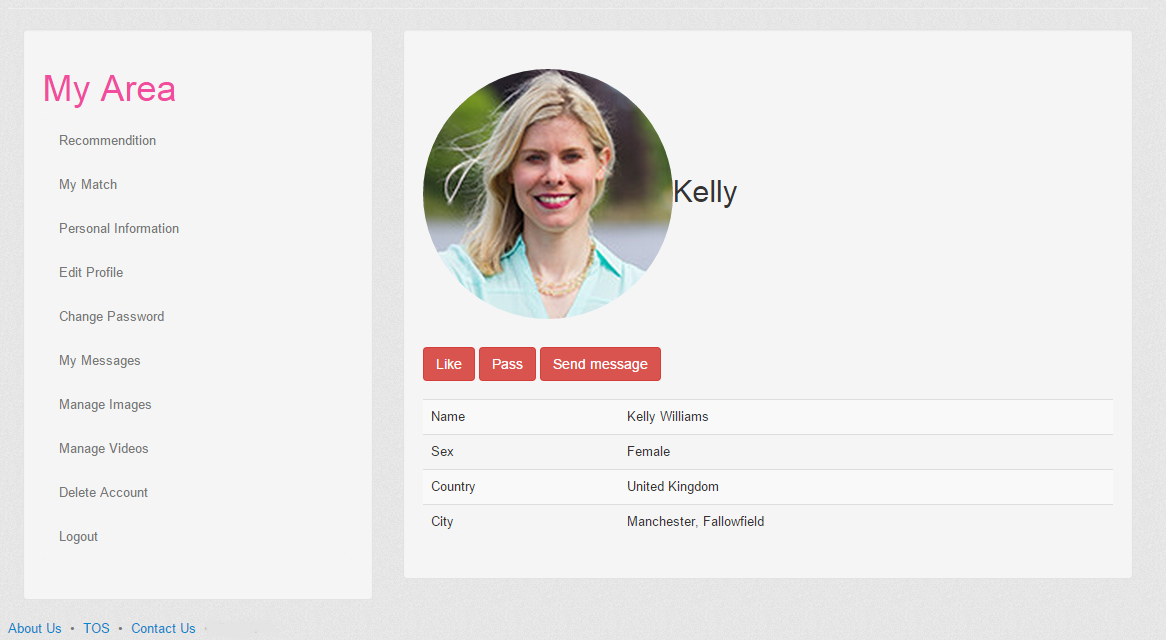 My Area
Recommendition
My Match
Personal Information
Edit Profile
Change Password
My Messages
Manage Images
Manage Videos
Delete Account
Logout
Kelly
Like Pass Send message
Name Kelly Williams
Sex Female
Country United Kingdom
City Manchester, Fallowfield
About Us • TOS • Contact Us •